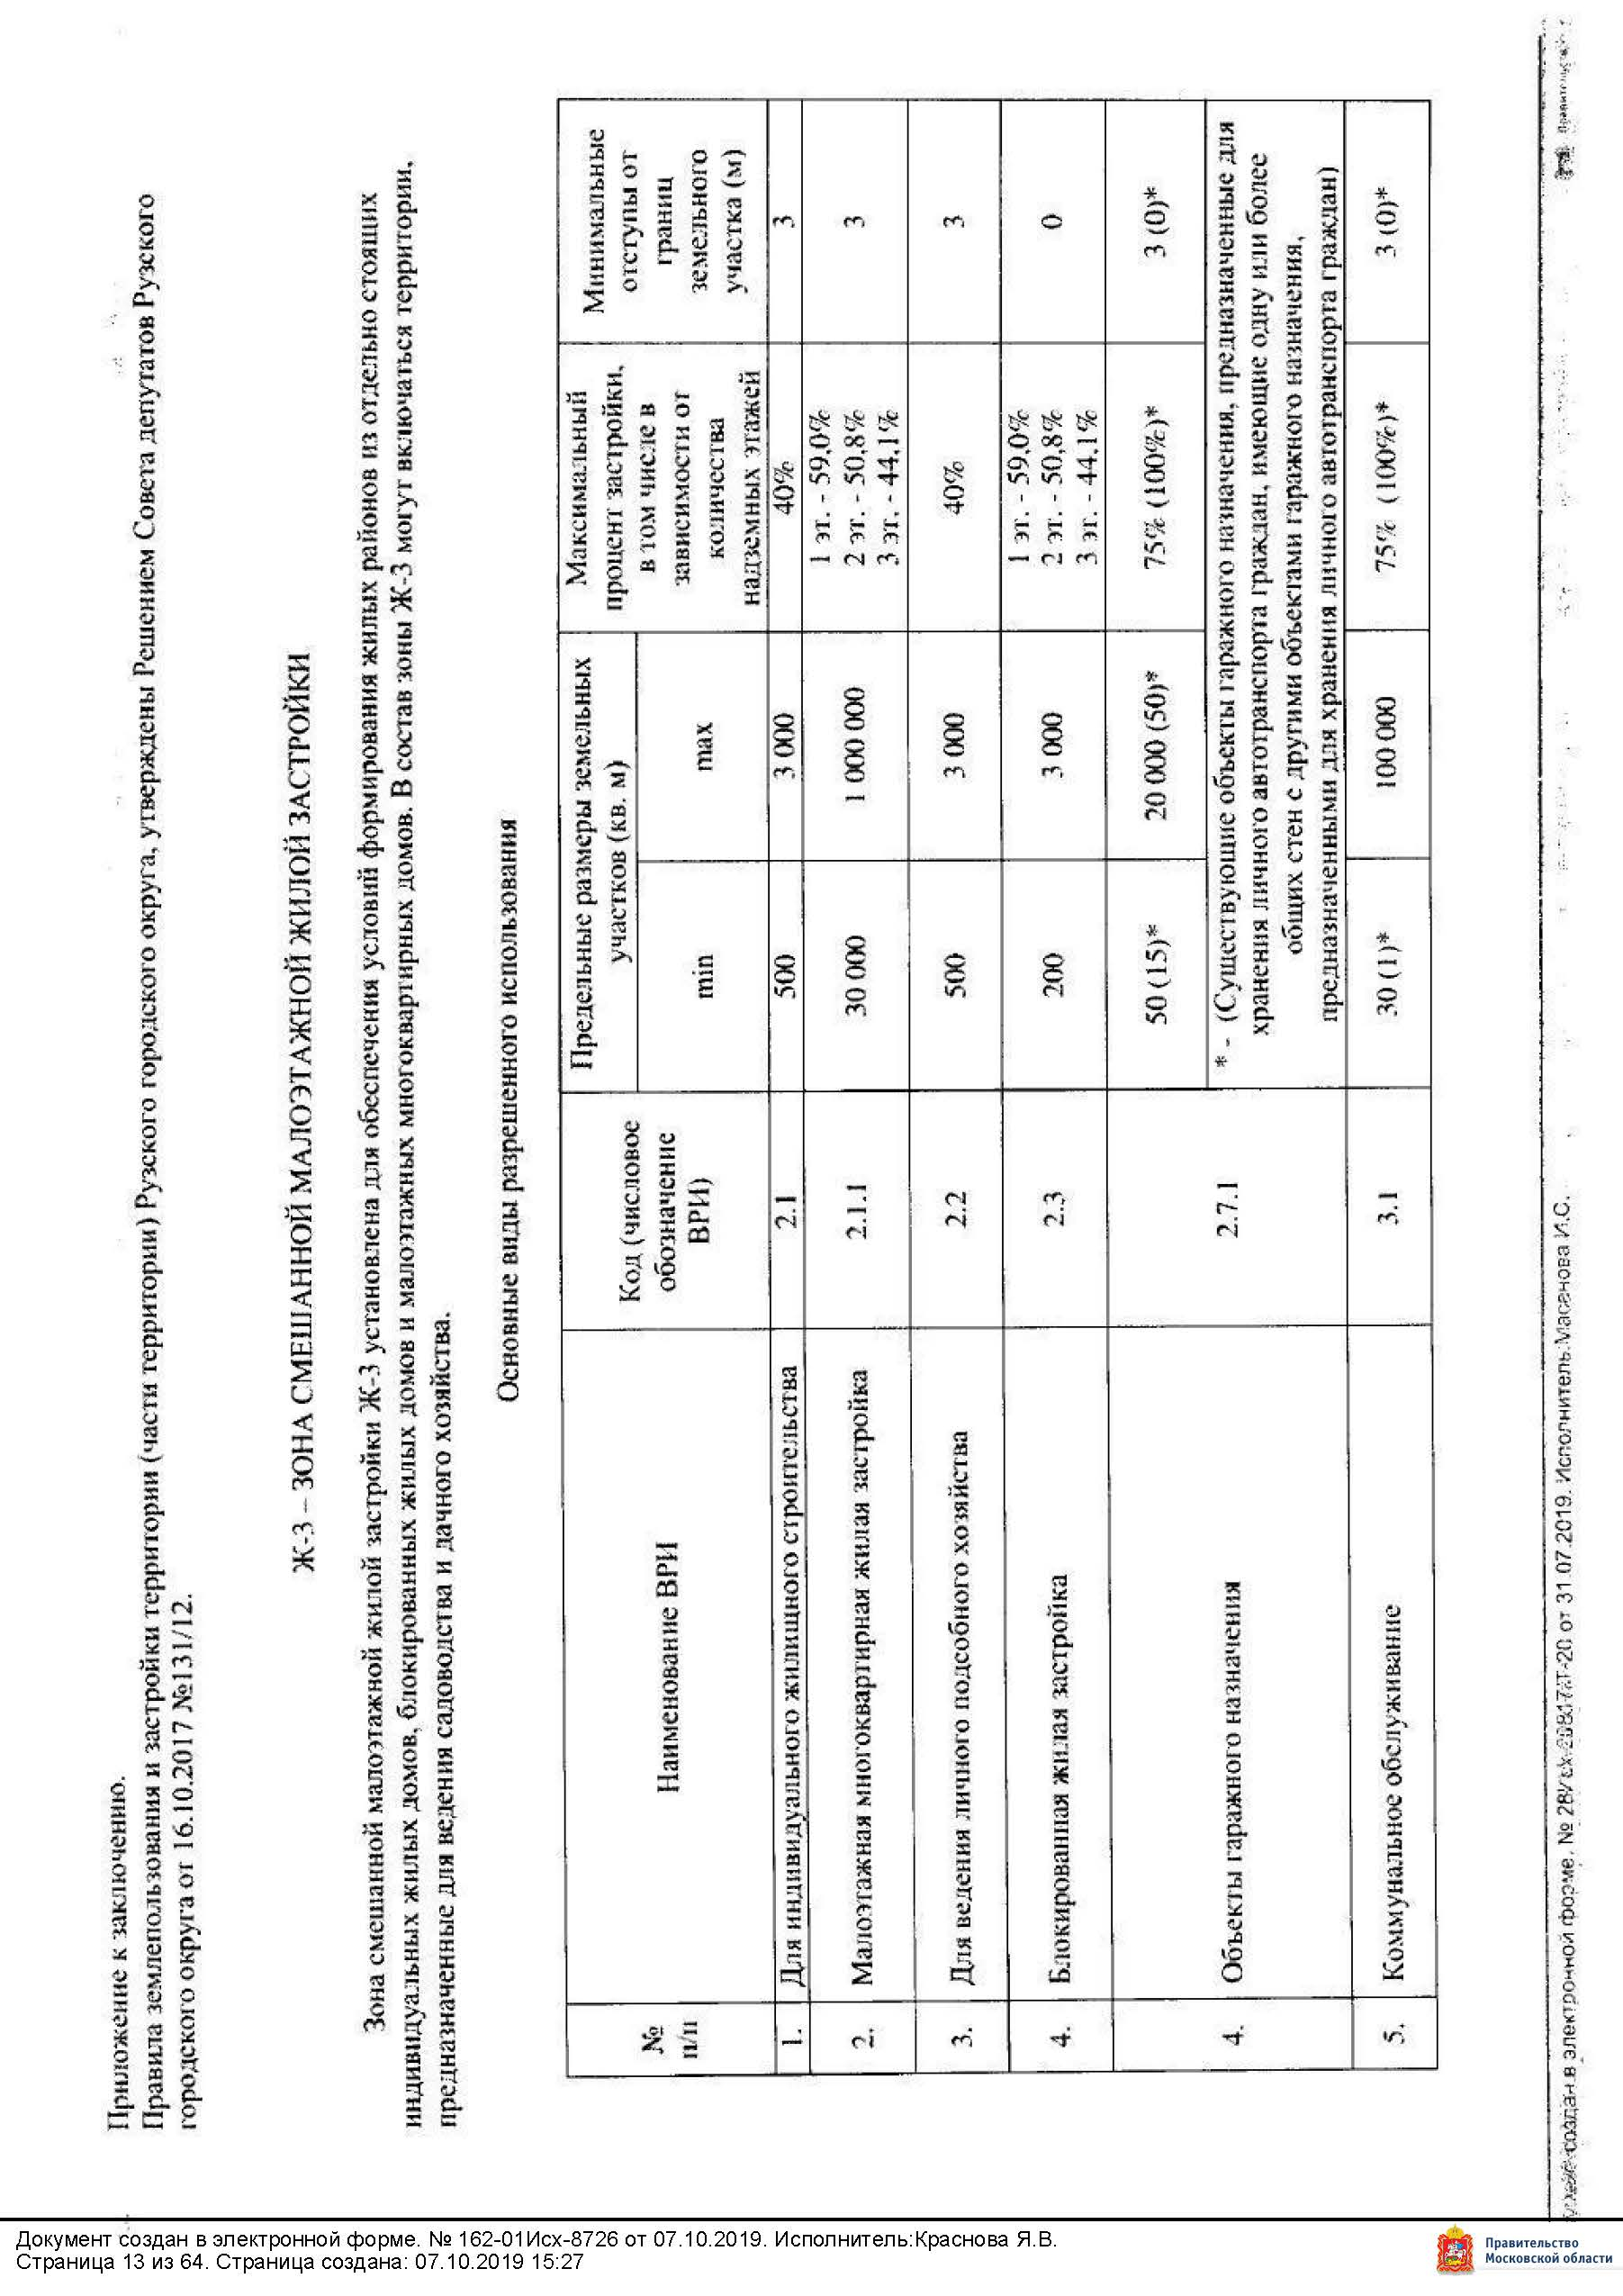 Приложение к заключению.
Правила землепользования и застройки территории (части территории) Рузского городского округа, утверждены Решением Совета депутатов Рузского
городского округа от 16.10.2017 №131/12.
Ж-3 – ЗОНА СМЕШАННОЙ МАЛОЭТАЖНОЙ ЖИЛОЙ ЗАСТРОЙКИ
Зона смешанной малоэтажной жилой застройки Ж-3 установлена для обеспечения условий формирования жилых районов из отдельно стоящих
индивидуальных жилых домов, блокированных жилых домов и малоэтажных многоквартирных домов. В состав зоны Ж-3 могут включаться территории,
предназначенные для ведения садоводства и дачного хозяйства.
Основные виды разрешенного использования
№
п/п
Наименование ВРИ
Код (числовое
обозначение
ВРИ)
Предельные размеры земельных
участков (кв. м)
min
max
Максимальный
процент застройки,
в том числе в
зависимости от
количества
надземных этажей
Минимальные
отступы от
границ
земельного
участка (м)
1. Для индивидуального жилищного строительства 2.1 500 3 000 40% 3
2. Малоэтажная многоквартирная жилая застройка 2.1.1 30 000 1 000 000
1 эт. - 59,0%
2 эт. - 50,8%
3 эт. - 44,1%
3
3. Для ведения личного подсобного хозяйства 2.2 500 3 000 40% 3
4. Блокированная жилая застройка 2.3 200 3 000
1 эт. - 59,0%
2 эт. - 50,8%
3 эт. - 44,1%
0
4. Объекты гаражного назначения 2.7.1
50 (15)* 20 000 (50)* 75% (100%)* 3 (0)*
* - (Существующие объекты гаражного назначения, предназначенные для
хранения личного автотранспорта граждан, имеющие одну или более
общих стен с другими объектами гаражного назначения,
предназначенными для хранения личного автотранспорта граждан)
5. Коммунальное обслуживание 3.1 30 (1)* 100 000 75% (100%)* 3 (0)*
создан в электронной форме. № от 31.07.2019. Исполнитель:Масанова И.С.
Документ создан в электронной форме. № 162-01Исх-8726 от 07.10.2019. Исполнитель:Краснова Я.В.
Страница 13 из 64. Страница создана: 07.10.2019 15:27
Правительство
Московской области